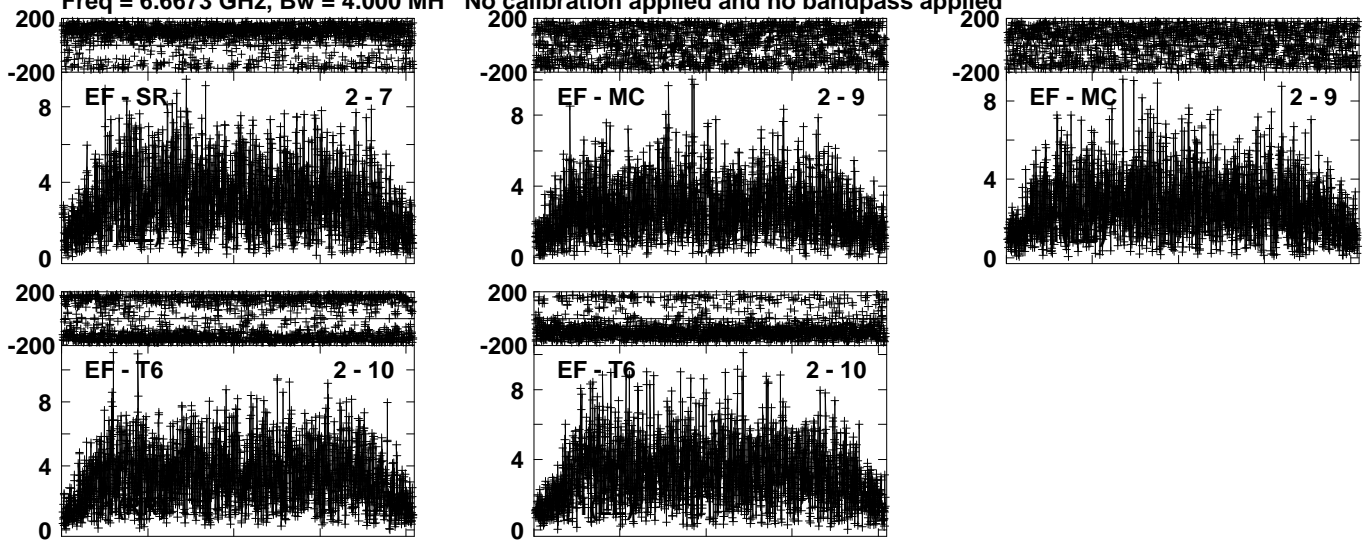 Freq = 6.6673 GHz, Bw = 4.000 MH No calibration applied and no bandpass applied
200 200 200
-200 -200 -200
EF - SR 2 - 7 EF - MC 2 - 9 EF - MC 2 - 9
8 8 8
4 4 4
0 0 0
200 200
-200 -200
EF - T6 2 - 10 EF - T6 2 - 10
8 8
4 4
0 0